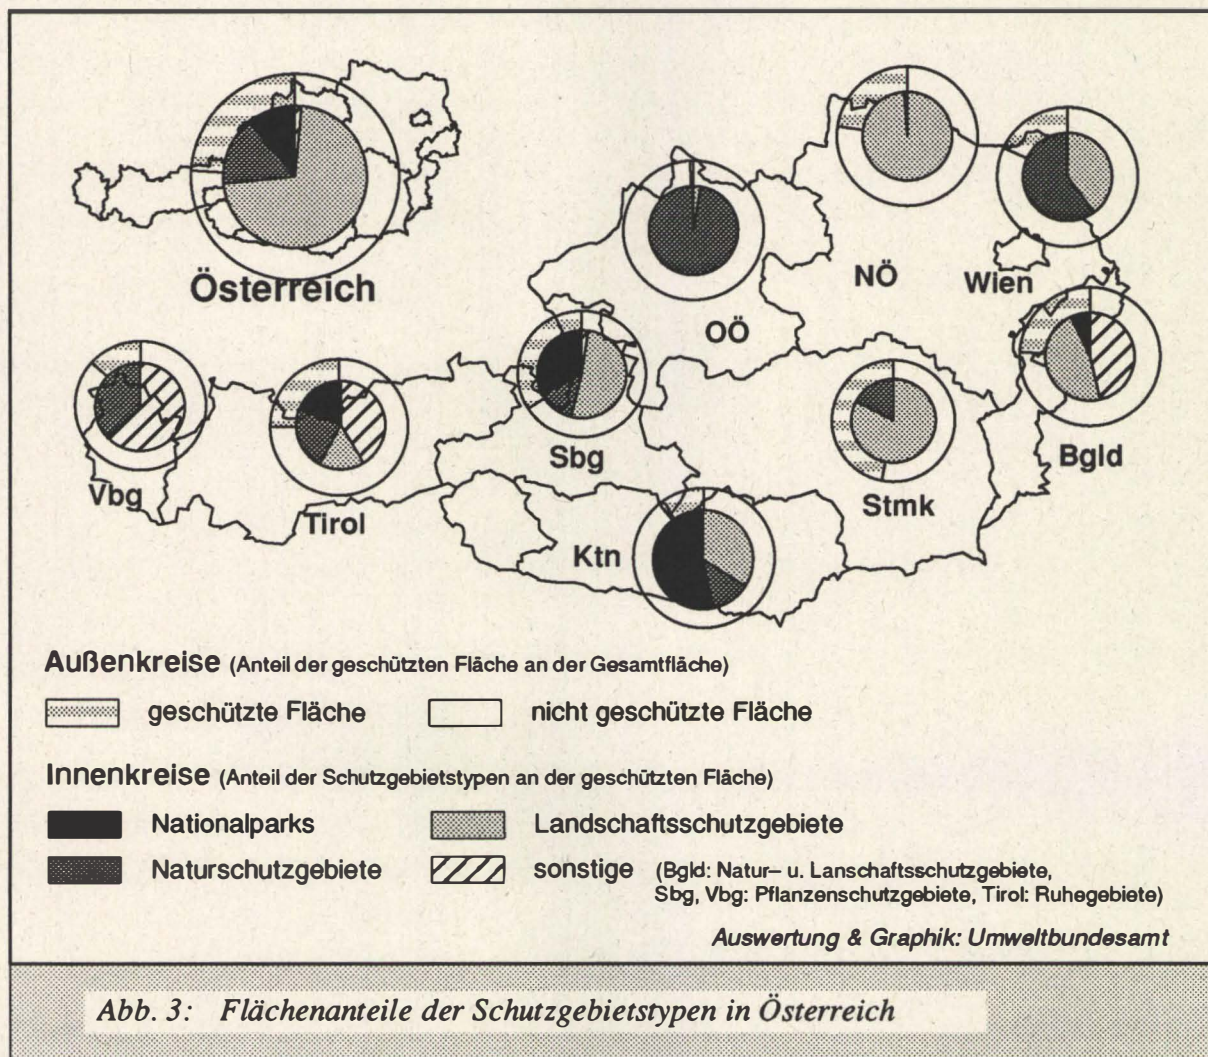 Österreich
NÖ
Wien
OÖ
Vbg
Tirol
Sbg
Ktn
Stmk
Bgld
Außenkreise (Anteil der geschützten Fläche an der Gesamtfläche)
geschützte Fläche
nicht geschützte Fläche
Innenkreise (Anteil der Schutzgebietstypen an der geschützten Fläche)
Nationalparks
Landschaftsschutzgebiete
Naturschutzgebiete
sonstige (Bgld: Natur– u. Lanschaftsschutzgebiete,
Sbg, Vbg: Pflanzenschutzgebiete, Tirol: Ruhegebiete)
Auswertung & Graphik: Umweltbundesamt
Abb. 3: Flächenanteile der Schutzgebietstypen in Österreich